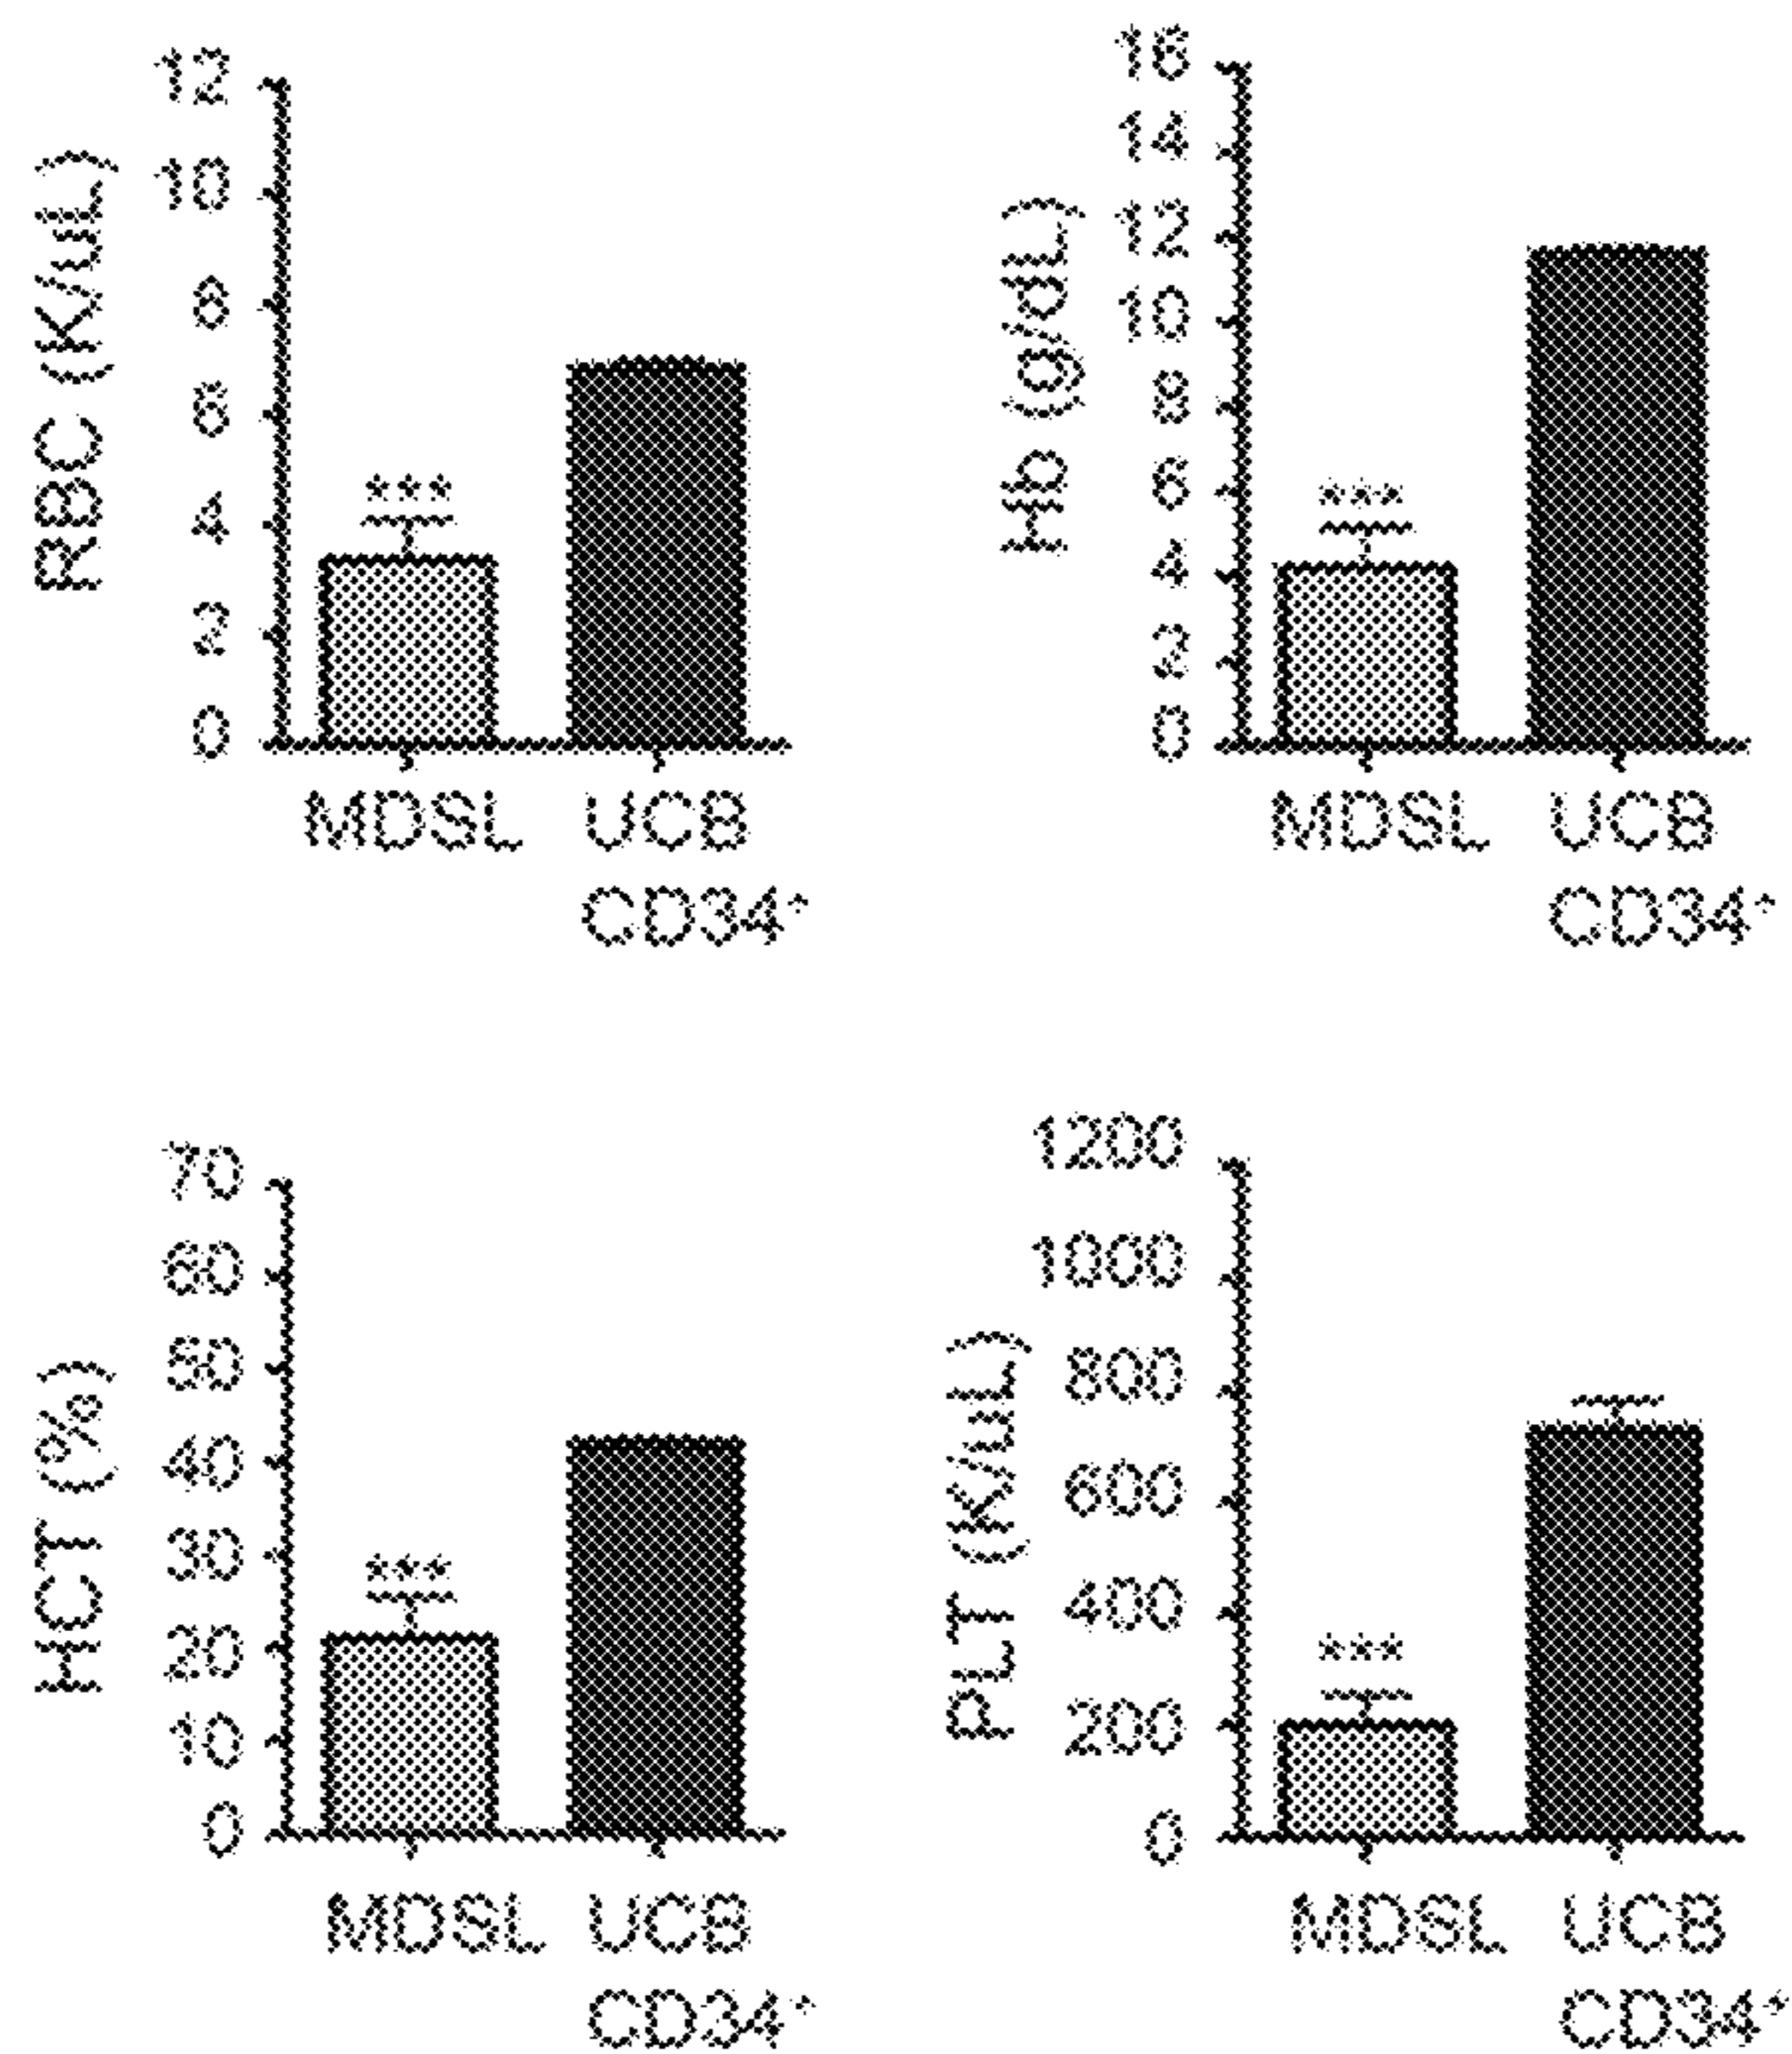 RBC (K/uL)
12
10
8
6
4
2
0
***
MDSL UCB
CD34+
Hb (g/dL)
16
14
12
10
8
6
4
2
0
***
MDSL UCB
CD34+
HCT (%)
70
60
50
40
30
20
10
0
***
MDSL UCB
CD34+
PLT (K/uL)
1200
1000
800
600
400
200
0
***
MDSL UCB
CD34+